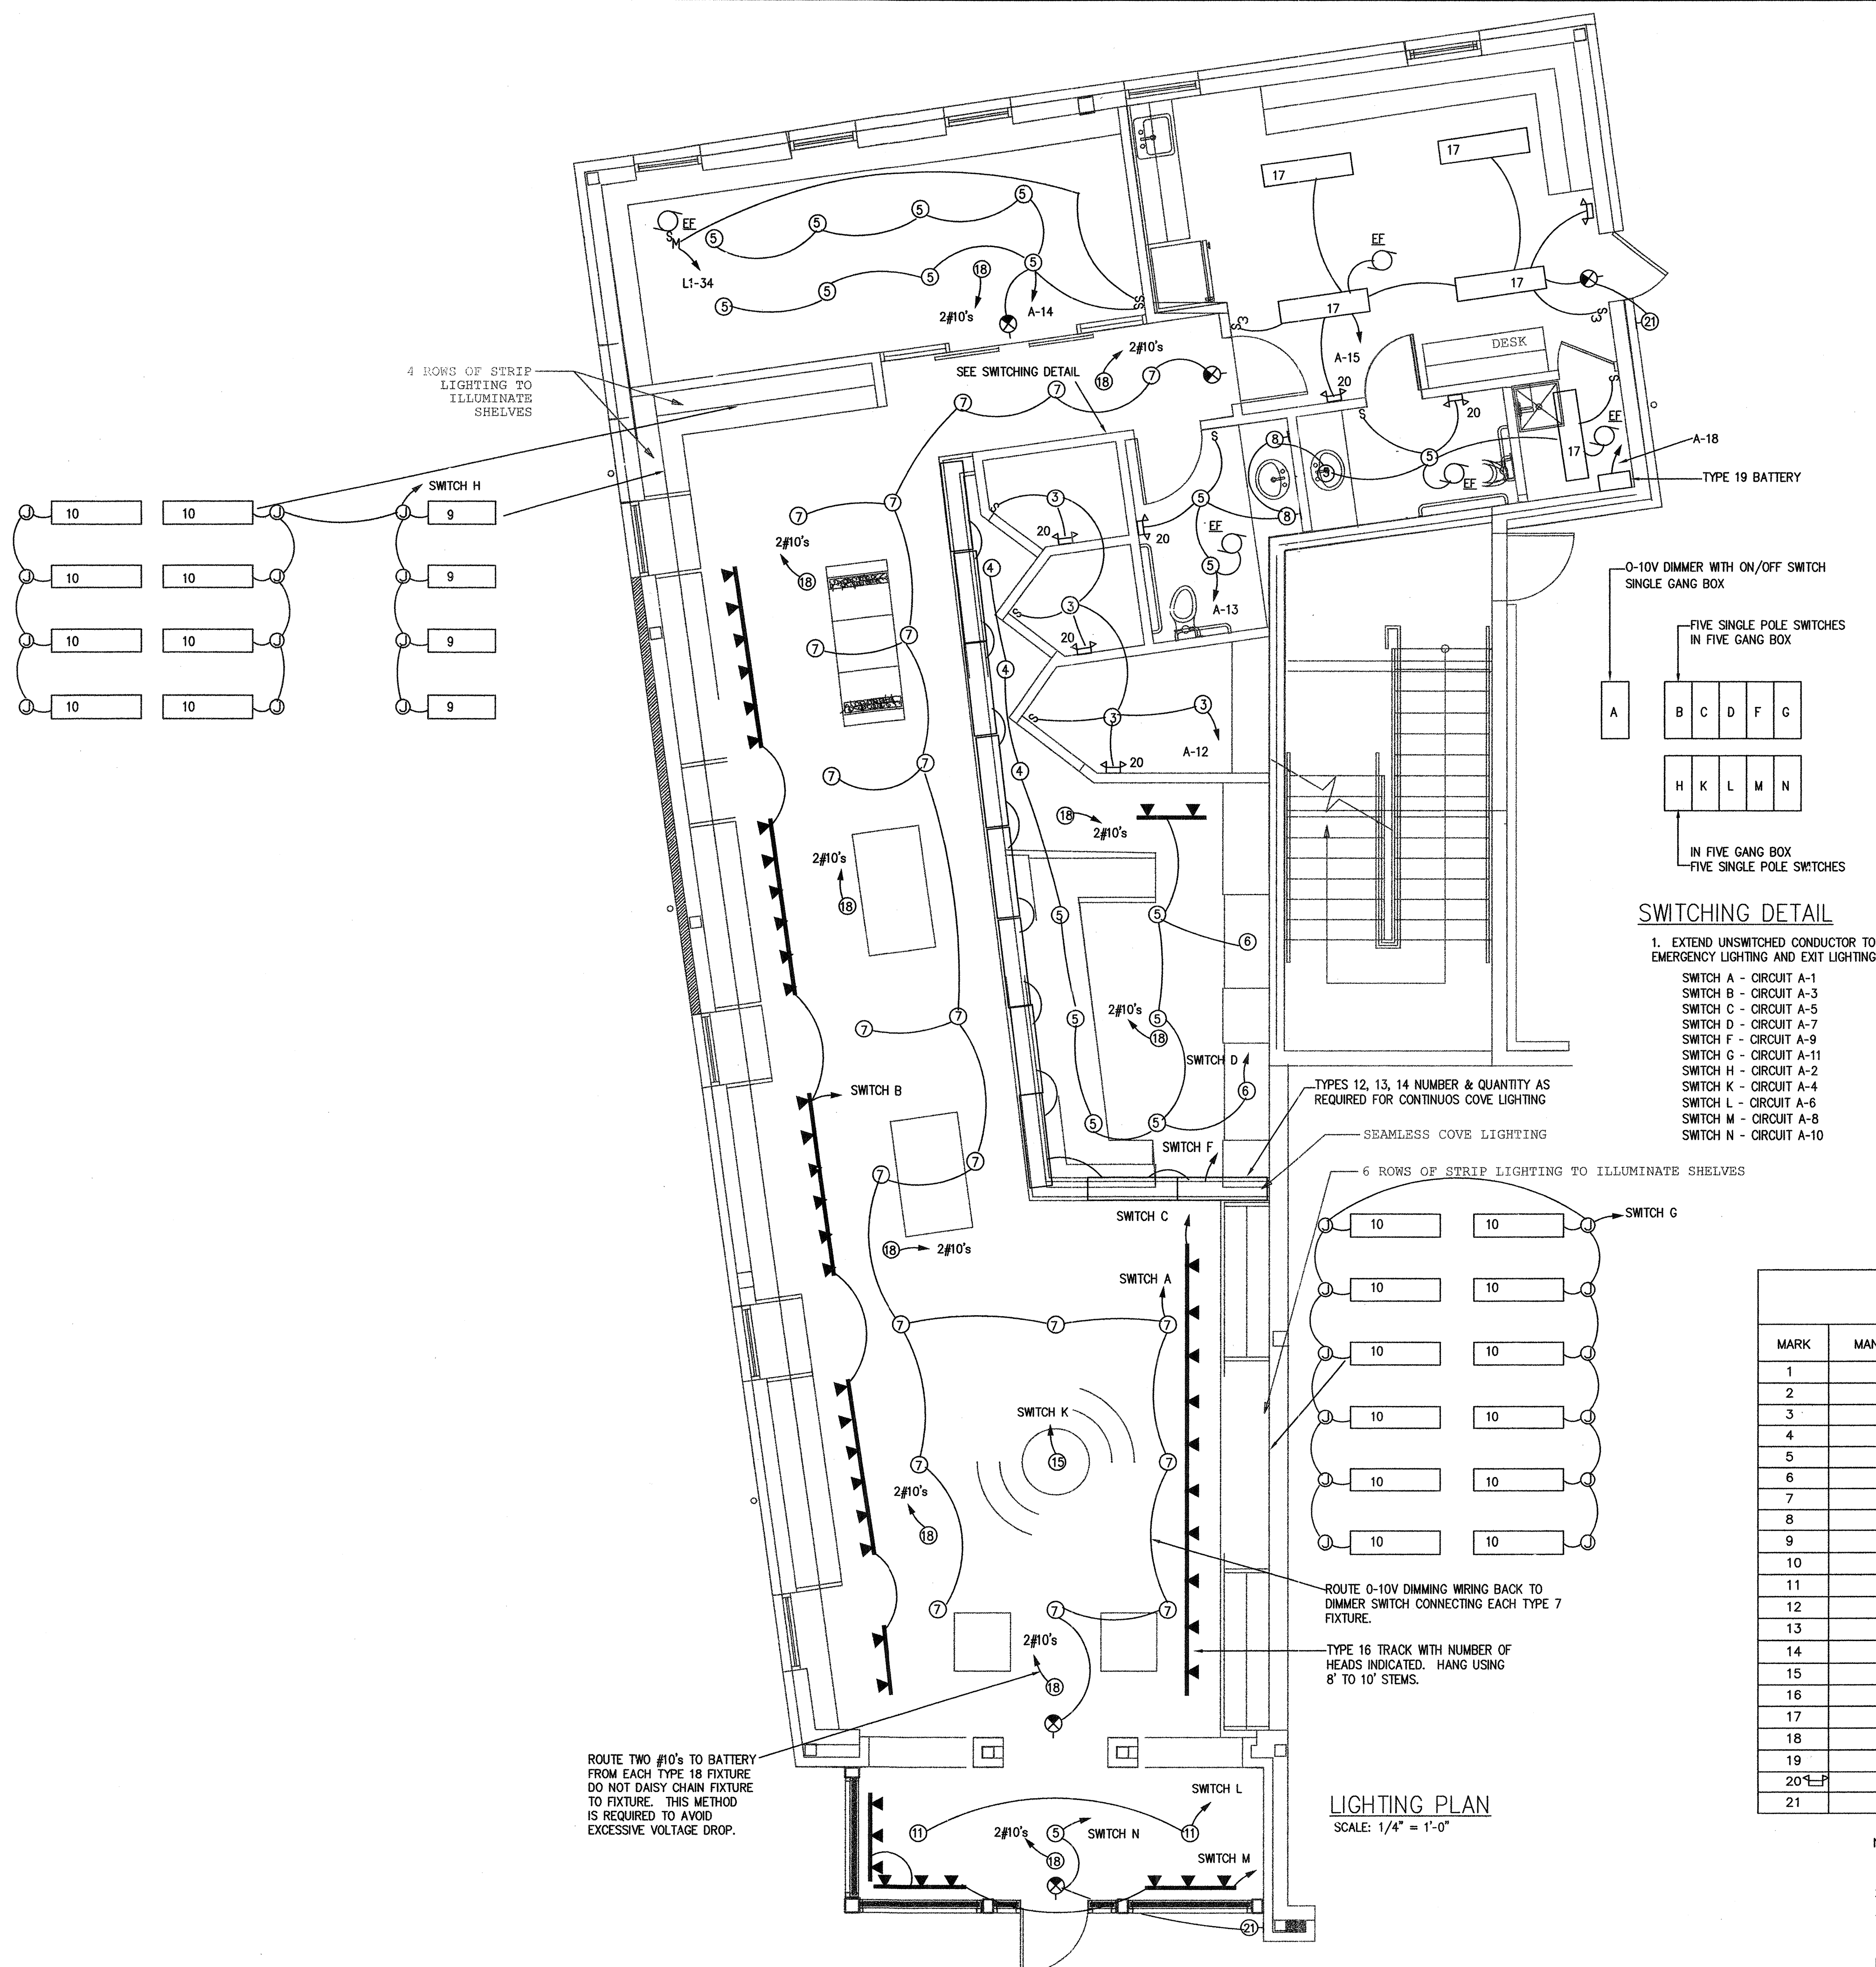 17
17
5
EF
5
5
5
EF
S
M
18
5
17
17
L1-34
5
5
5
2#10's
A-14
S
S
S
S3
S3
21
4 ROWS OF STRIP
LIGHTING TO
ILLUMINATE
SHELVES
SEE SWITCHING DETAIL
2#10's
18
7
7
7
A-15
20
DESK
20
S
S
EF
17
5
EF
A-18
TYPE 19 BATTERY
S
8
8
8
SWITCH H
10
10
9
10
10
9
10
10
9
10
10
9
7
7
2#10's
18
S
3
20
20
5
EF
5
A-13
4
S
3
20
7
7
4
S
3
3
A-12
20
7
7
4
18
2#10's
2#10's
18
5
5
6
7
7
5
2#10's
5
18
SWITCH D
6
SWITCH B
5
5
SWITCH F
7
7
18
2#10's
SWITCH C
SWITCH A
7
7
7
SWITCH K
15
7
7
2#10's
18
7
7
7
2#10's
18
0-10V DIMMER WITH ON/OFF SWITCH
SINGLE GANG BOX
FIVE SINGLE POLE SWITCHES
IN FIVE GANG BOX
A
B C D F G
H K L M N
IN FIVE GANG BOX
FIVE SINGLE POLE SWITCHES
SWITCHING DETAIL
1. EXTEND UNSWITCHED CONDUCTOR TO
EMERGENCY LIGHTING AND EXIT LIGHTING
SWITCH A - CIRCUIT A-1
SWITCH B - CIRCUIT A-3
SWITCH C - CIRCUIT A-5
SWITCH D - CIRCUIT A-7
SWITCH F - CIRCUIT A-9
SWITCH G - CIRCUIT A-11
SWITCH H - CIRCUIT A-2
SWITCH K - CIRCUIT A-4
SWITCH L - CIRCUIT A-6
SWITCH M - CIRCUIT A-8
SWITCH N - CIRCUIT A-10
TYPES 12, 13, 14 NUMBER & QUANTITY AS
REQUIRED FOR CONTINUOS COVE LIGHTING
SEAMLESS COVE LIGHTING
6 ROWS OF STRIP LIGHTING TO ILLUMINATE SHELVES
SWITCH G
10 10
10 10
10 10
10 10
10 10
10 10
ROUTE 0-10V DIMMING WIRING BACK TO
DIMMER SWITCH CONNECTING EACH TYPE 7
FIXTURE.
TYPE 16 TRACK WITH NUMBER OF
HEADS INDICATED. HANG USING
8' TO 10' STEMS.
ROUTE TWO #10's TO BATTERY
FROM EACH TYPE 18 FIXTURE
DO NOT DAISY CHAIN FIXTURE
TO FIXTURE. THIS METHOD
IS REQUIRED TO AVOID
EXCESSIVE VOLTAGE DROP.
SWITCH L
11
2#10's
5
SWITCH N
11
18
SWITCH M
21
LIGHTING PLAN
SCALE: 1/4" = 1'-0"
MARK
1
2
3
4
5
6
7
8
9
10
11
12
13
14
15
16
17
18
19
20
21